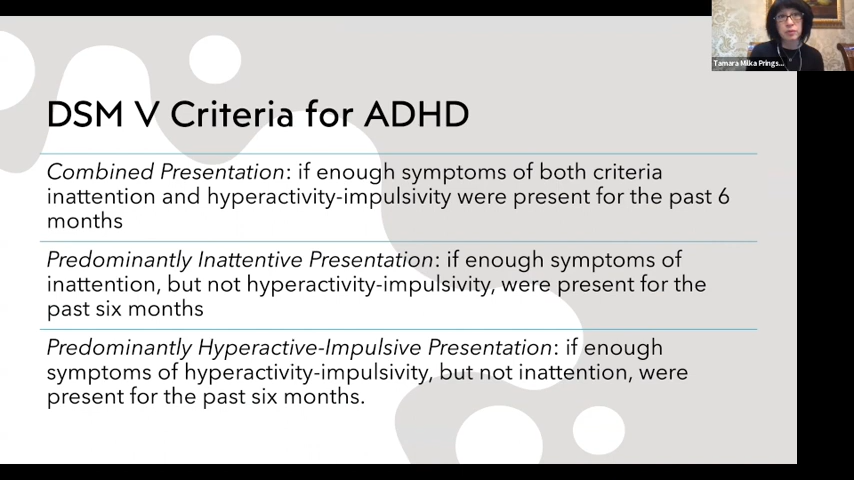 Tamara Milka Prings...
DSM V Criteria for ADHD
Combined Presentation: if enough symptoms of both criteria
inattention and hyperactivity-impulsivity were present for the past 6
months
Predominantly Inattentive Presentation: if enough symptoms of
inattention, but not hyperactivity-impulsivity, were present for the
past six months
Predominantly Hyperactive-Impulsive Presentation: if enough
symptoms of hyperactivity-impulsivity, but not inattention, were
present for the past six months.